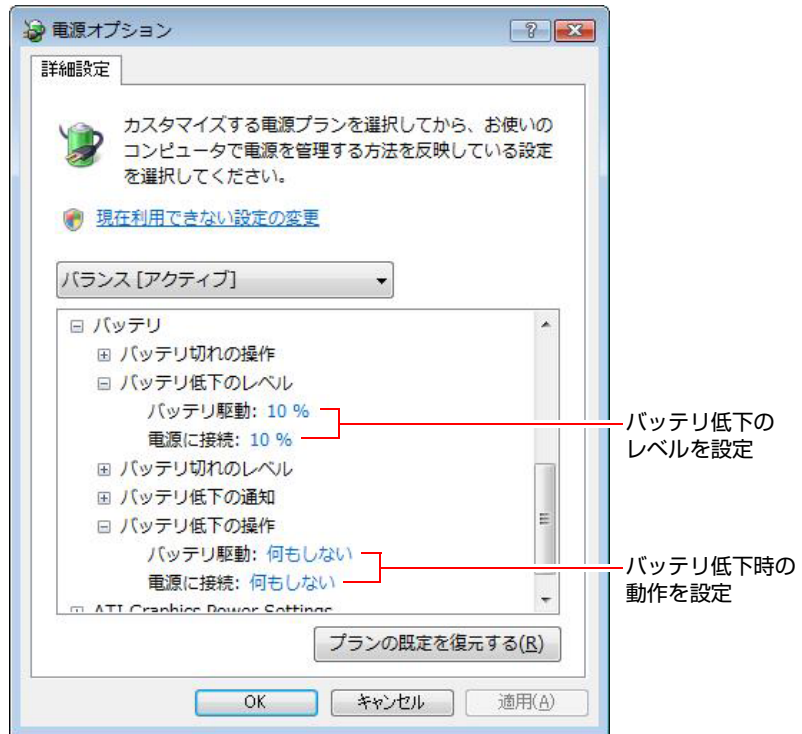 電源オプション
詳細設定
カスタマイズする電源プランを選択してから、お使いの
コンピュータで電源を管理する方法を反映している設定
を選択してください。
現在利用できない設定の変更
バランス [アクティブ]
バッテリ
バッテリ切れの操作
バッテリ低下のレベル
バッテリ駆動: 10 %
電源に接続: 10 %
バッテリ切れのレベル
バッテリ低下の通知
バッテリ低下の操作
バッテリ駆動: 何もしない
電源に接続: 何もしない
ATI Graphics Power Settings
プランの既定を復元する(R)
OK
キャンセル
適用(A)
バッテリ低下の
レベルを設定
バッテリ低下時の
動作を設定